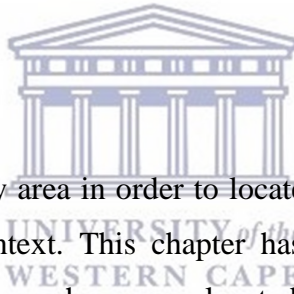 y area in order to locate
UNIVERSITY of the
ntext. This chapter has
WESTERN CAPE